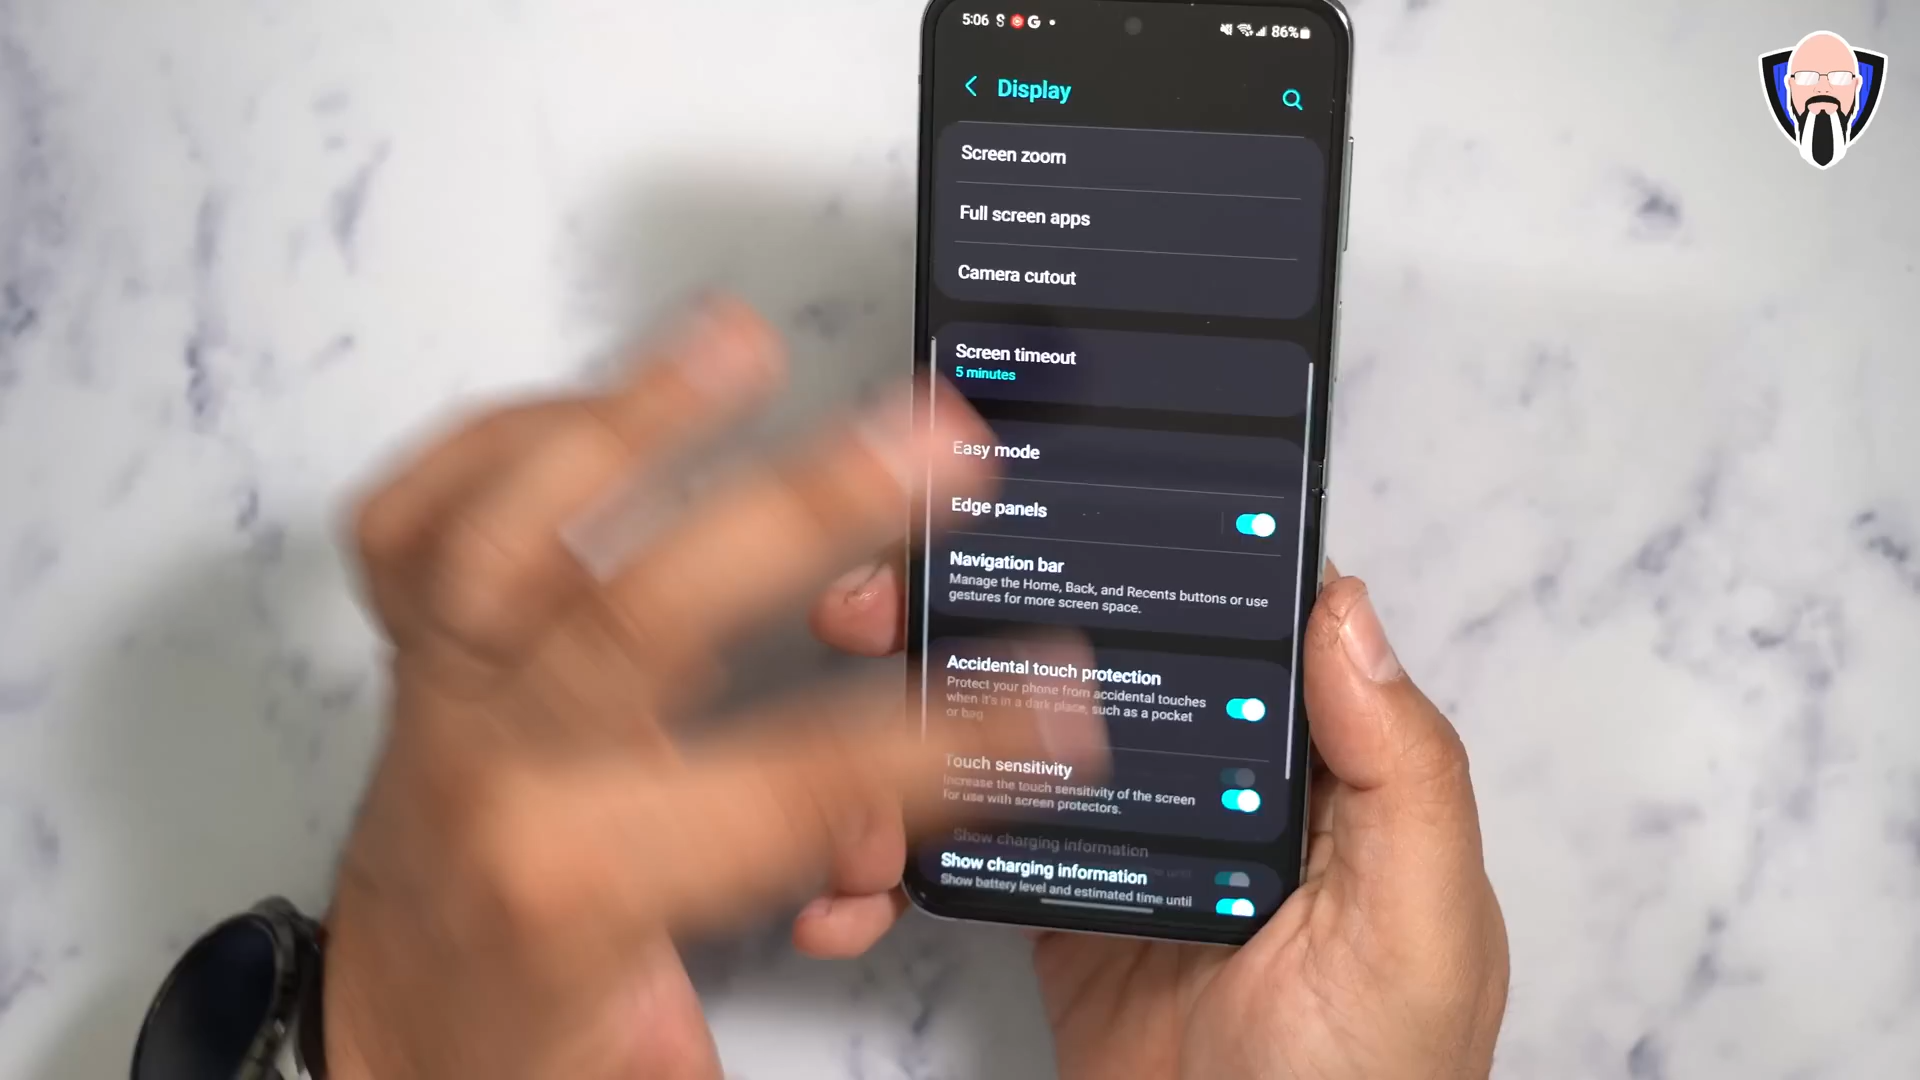 5:06
86%
Display
Screen zoom
Full screen apps
Camera cutout
Screen timeout
5 minutes
Easy mode
Edge panels
Navigation bar
Manage the Home, Back, and Recents buttons or use
gestures for more screen space.
Accidental touch protection
Protect your phone from accidental touches
when it's in a dark place, such as a pocket
or bag
Touch sensitivity
Increase the touch sensitivity of the screen
for use with screen protectors.
Show charging information
Show charging information
Show battery level and estimated time until